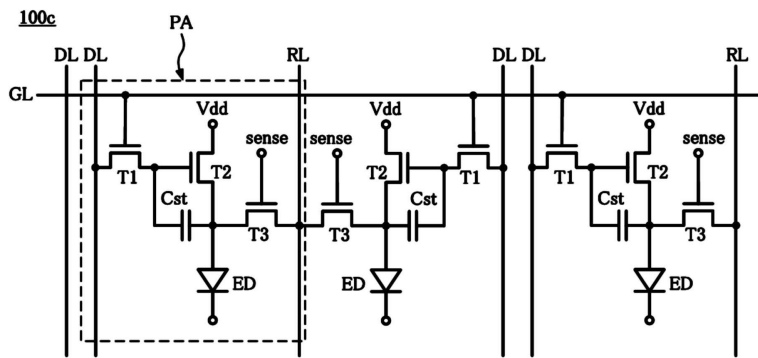 100c
PA
DL DL RL DL DL RL
GL
Vdd Vdd Vdd
sense sense sense
T1 T2 T2 T1 T1 T2
Cst Cst Cst
T3 T3 T3
ED ED ED